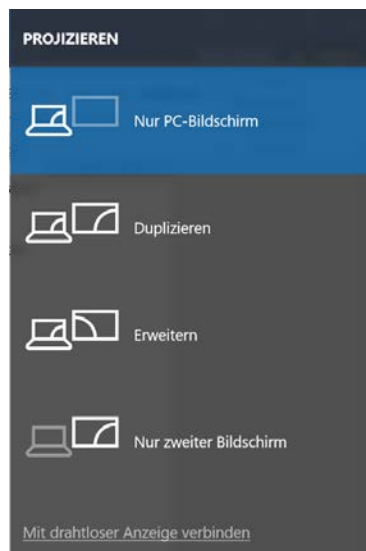 PROJIZIEREN
Nur PC-Bildschirm
Duplizieren
Erweitern
Nur zweiter Bildschirm
Mit drahtloser Anzeige verbinden